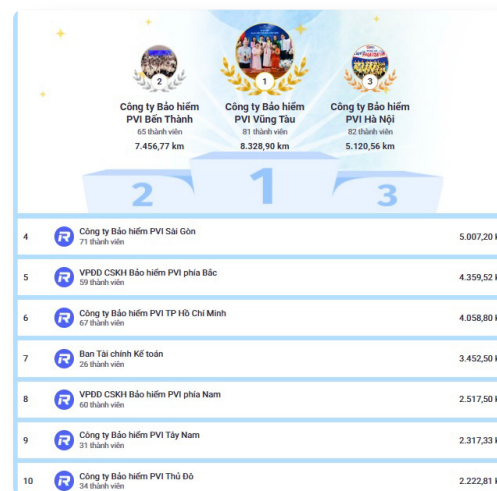 2
1
3
Công ty Bảo hiểm
PVI Bến Thành
65 thành viên
7.456,77 km
Công ty Bảo hiểm
PVI Vũng Tàu
81 thành viên
8.328,90 km
Công ty Bảo hiểm
PVI Hà Nội
82 thành viên
5.120,56 km
2
1
3
4
Công ty Bảo hiểm PVI Sài Gòn
71 thành viên
5.007,20 k
5
VPĐD CSKH Bảo hiểm PVI phía Bắc
59 thành viên
4.359,52 k
6
Công ty Bảo hiểm PVI TP Hồ Chí Minh
67 thành viên
4.058,80 k
7
Ban Tài chính Kế toán
26 thành viên
3.452,50 k
8
VPĐD CSKH Bảo hiểm PVI phía Nam
60 thành viên
2.517,50 k
9
Công ty Bảo hiểm PVI Tây Nam
31 thành viên
2.317,33 k
10
Công ty Bảo hiểm PVI Thủ Đô
34 thành viên
2.222,81 k